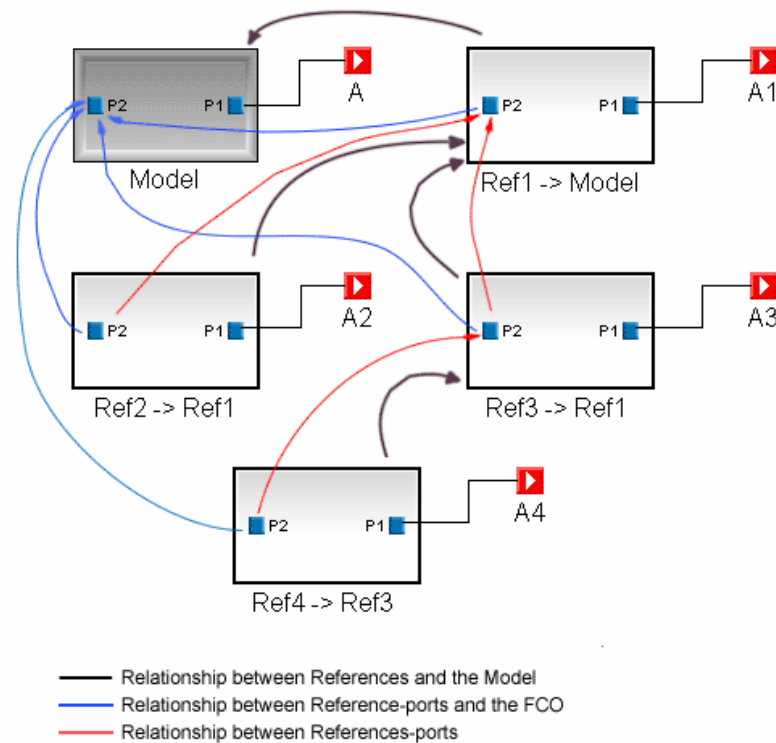 P2 P1 A
Model
P2 P1 A1
Ref1 -> Model
P2 P1 A2
Ref2 -> Ref1
P2 P1 A3
Ref3 -> Ref1
P2 P1 A4
Ref4 -> Ref3
Relationship between References and the Model
Relationship between Reference-ports and the FCO
Relationship between References-ports